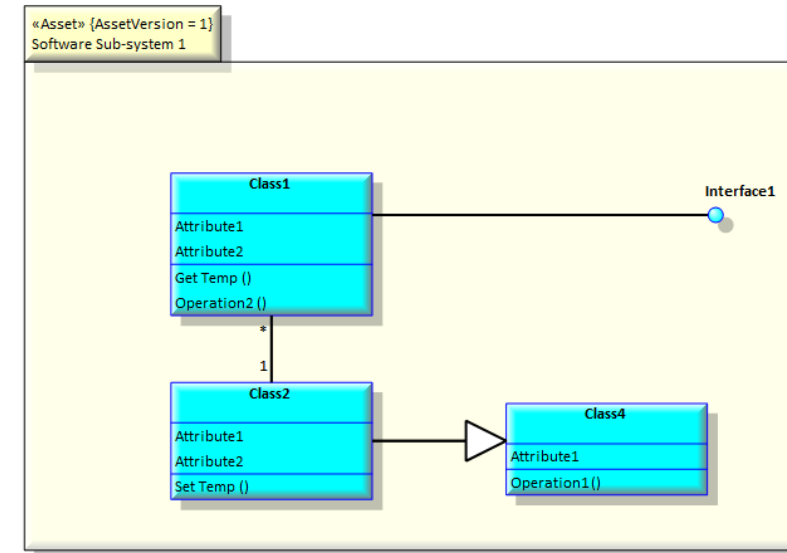 «Asset» {AssetVersion = 1}
Software Sub-system 1
Class1
Interface1
Attribute1
Attribute2
Get Temp ()
Operation2 ()
*
1
Class2
Attribute1
Attribute2
Set Temp ()
Class4
Attribute1
Operation1()